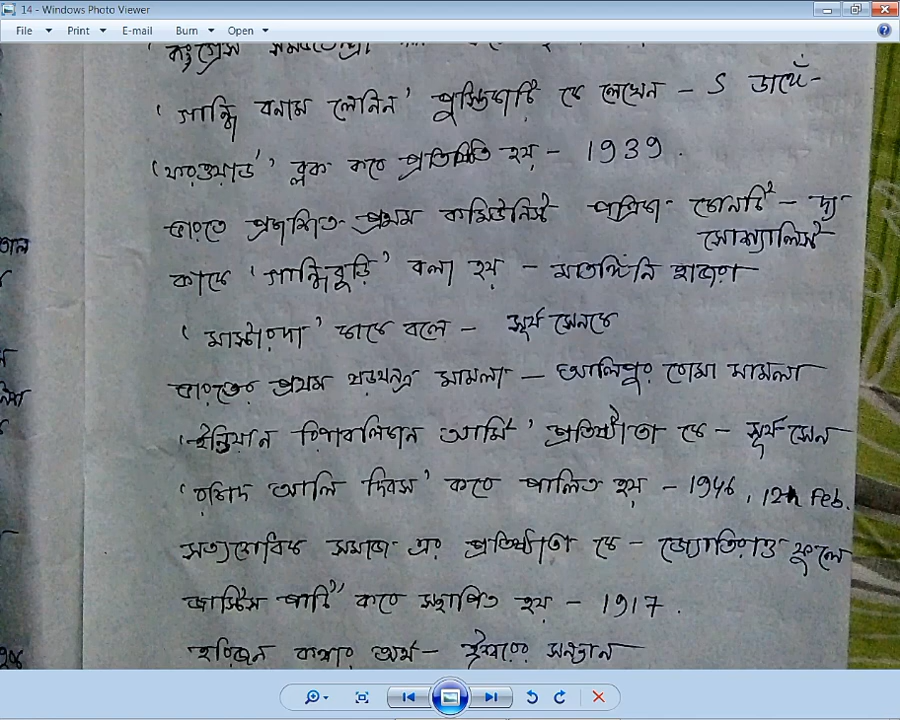 14 - Windows Photo Viewer
File Print Burn E-mail Open
কংগ্রেস
'গান্ধি বনাম লেনিন' পুস্তিকাটি কে লেখেন - S ডাঙ্গে-
'ফরওয়ার্ড' ব্লক কবে প্রতিষ্ঠিত হয় - 1939.
ভারতে প্রকাশিত প্রথম কমিউনিস্ট পত্রিকা কোনটি - দ্য
সোশ্যালিস্ট
কাকে 'গান্ধিবুড়ি' বলা হয় - মাতঙ্গিনি হাজরা
'মাস্টারদা' কাকে বলে - সূর্য সেনকে
ভারতের প্রথম ষড়যন্ত্র মামলা - আলিপুর বোমা মামলা
'ইন্ডিয়ান রিপাবলিকান আর্মি' প্রতিষ্ঠাতা কে - সূর্য সেন
'রশিদ আলি দিবস' কবে পালিত হয় - 1946, 12th Feb.
সত্যশোধক সমাজ এর প্রতিষ্ঠাতা কে - জ্যোতিরাও ফুলে
জাস্টিস পার্টি" কবে স্থাপিত হয় - 1917.
'হরিজন কথার অর্থ - ঈশ্বরের সন্তান